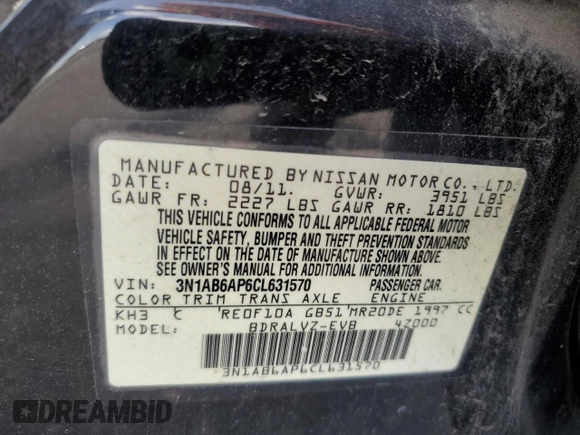 MANUFACTURED BY NISSAN MOTOR CO., LTD.
DATE: 08/11. GVWR: 3951 LBS
GAWR FR: 2227 LBS GAWR RR: 1810 LBS
THIS VEHICLE CONFORMS TO ALL APPLICABLE FEDERAL MOTOR
VEHICLE SAFETY, BUMPER AND THEFT PREVENTION STANDARDS
IN EFFECT ON THE DATE OF MANUFACTURE SHOWN ABOVE.
SEE OWNER'S MANUAL FOR ADDITIONAL INFORMATION.
VIN: 3N1AB6AP6CL631570 PASSENGER CAR.
COLOR TRIM TRANS AXLE ENGINE
KH3 C RE0F10A GB51 MR20DE 1997 CC
MODEL: BDRALVZ-EVB 4Z000
3N1AB6AP6CL631570
DREAMBID